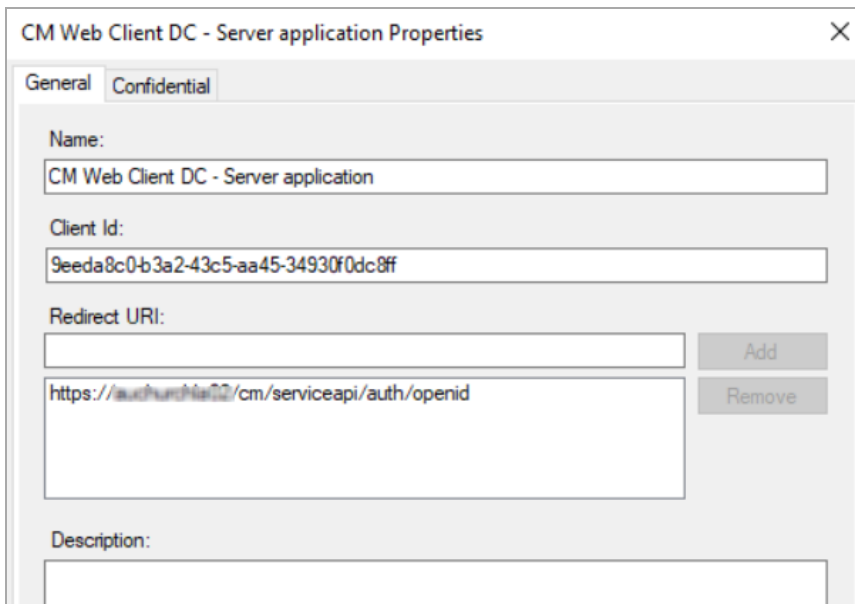 CM Web Client DC - Server application Properties
General Confidential
Name:
CM Web Client DC - Server application
Client Id:
9eeda8c0-b3a2-43c5-aa45-34930f0dc8ff
Redirect URI:
Add
https:// /cm/serviceapi/auth/openid
Remove
Description: